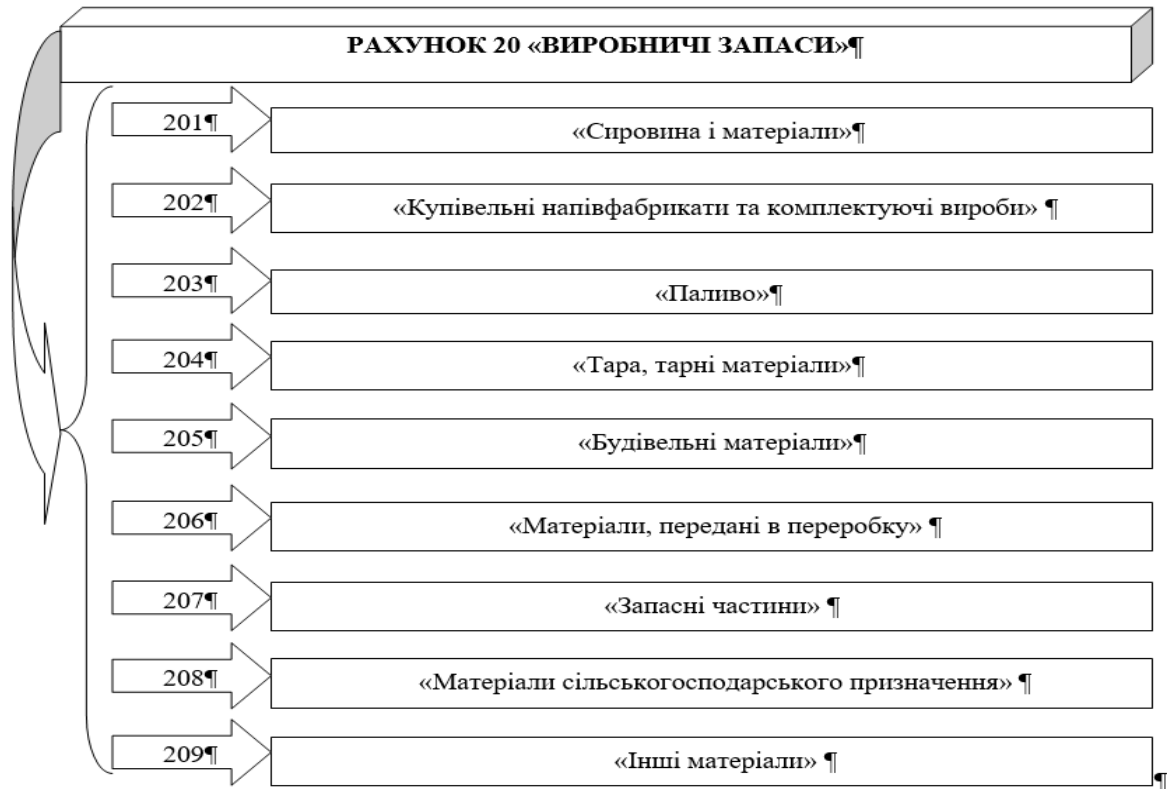 РАХУНОК 20 «ВИРОБНИЧІ ЗАПАСИ»¶
201¶ «Сировина і матеріали»¶
202¶ «Купівельні напівфабрикати та комплектуючі вироби» ¶
203¶ «Паливо»¶
204¶ «Тара, тарні матеріали»¶
205¶ «Будівельні матеріали»¶
206¶ «Матеріали, передані в переробку» ¶
207¶ «Запасні частини» ¶
208¶ «Матеріали сільськогосподарського призначення» ¶
209¶ «Інші матеріали» ¶
¶